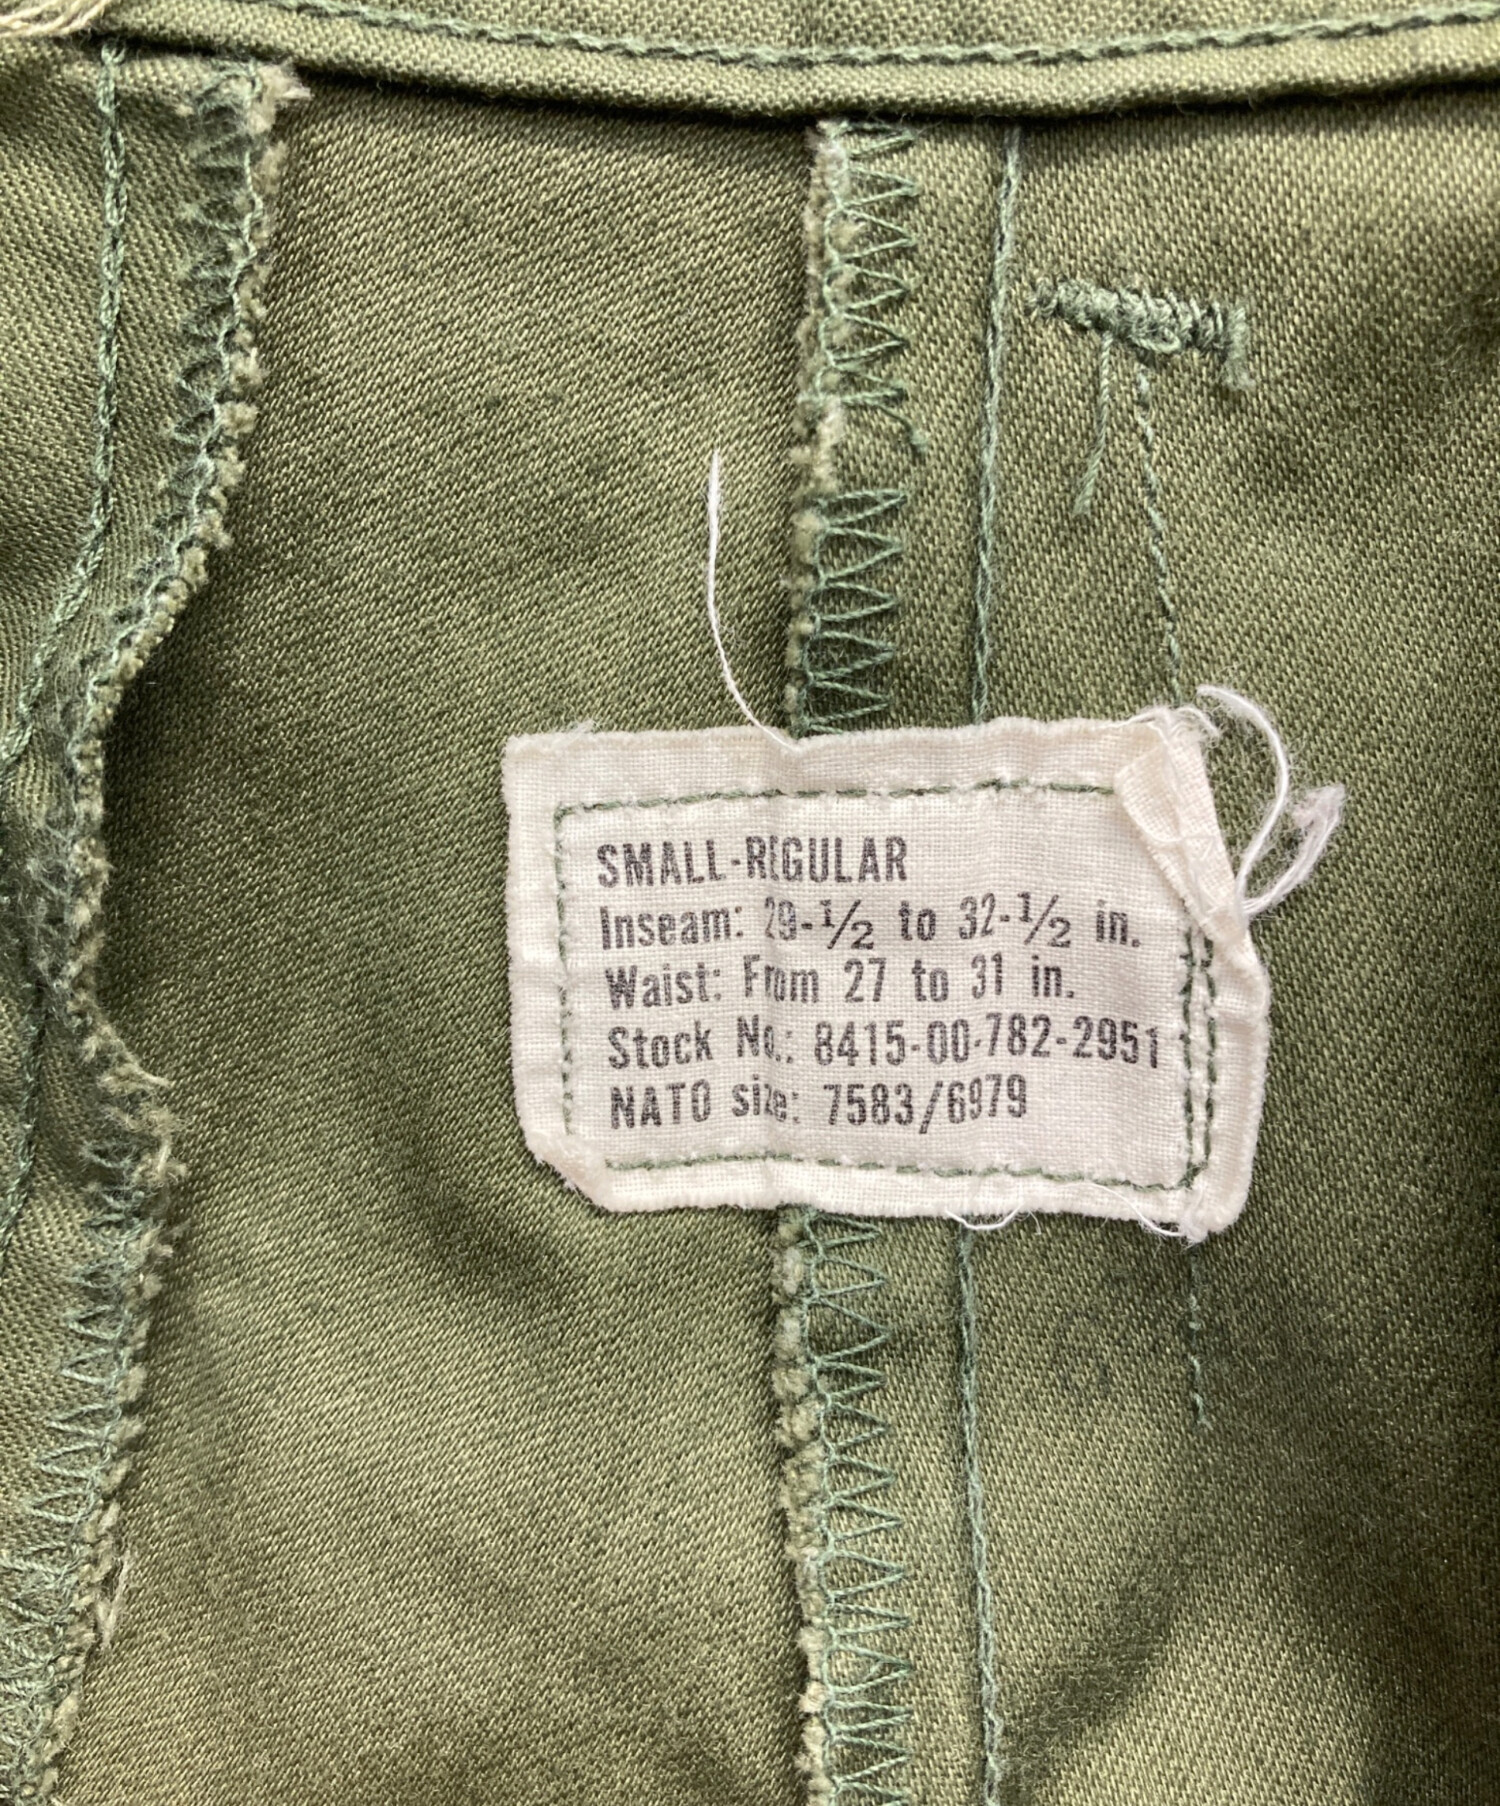 SMALL-REGULAR
Inseam: 29-1/2 to 32-1/2 in.
Waist: From 27 to 31 in.
Stock No.: 8415-00-782-2951
NATO size: 7583/6979